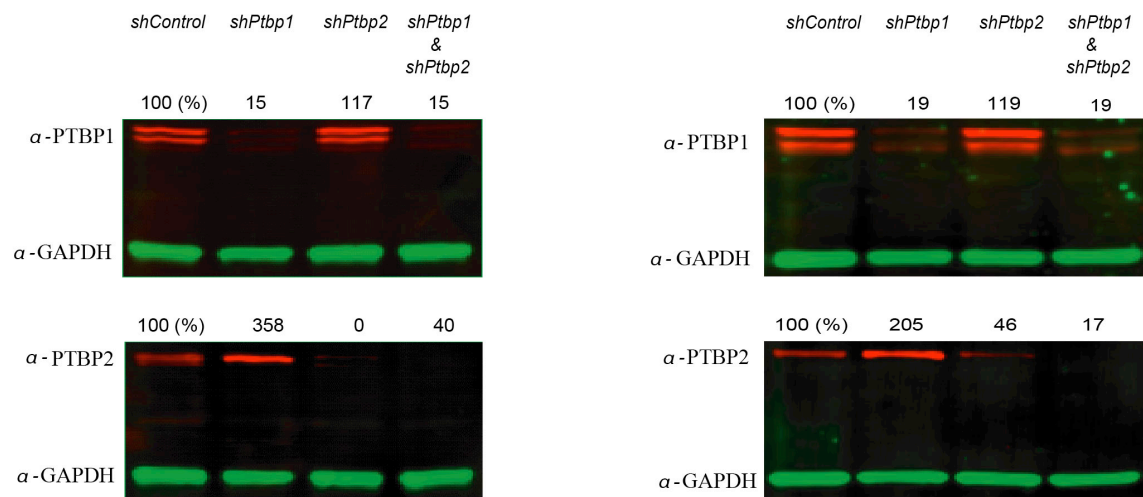 shControl shPtbp1 shPtbp2 shPtbp1 & shPtbp2
100 (%) 15 117 15
α-PTBP1
α-GAPDH
100 (%) 358 0 40
α-PTBP2
α-GAPDH
shControl shPtbp1 shPtbp2 shPtbp1 & shPtbp2
100 (%) 19 119 19
α-PTBP1
α-GAPDH
100 (%) 205 46 17
α-PTBP2
α-GAPDH